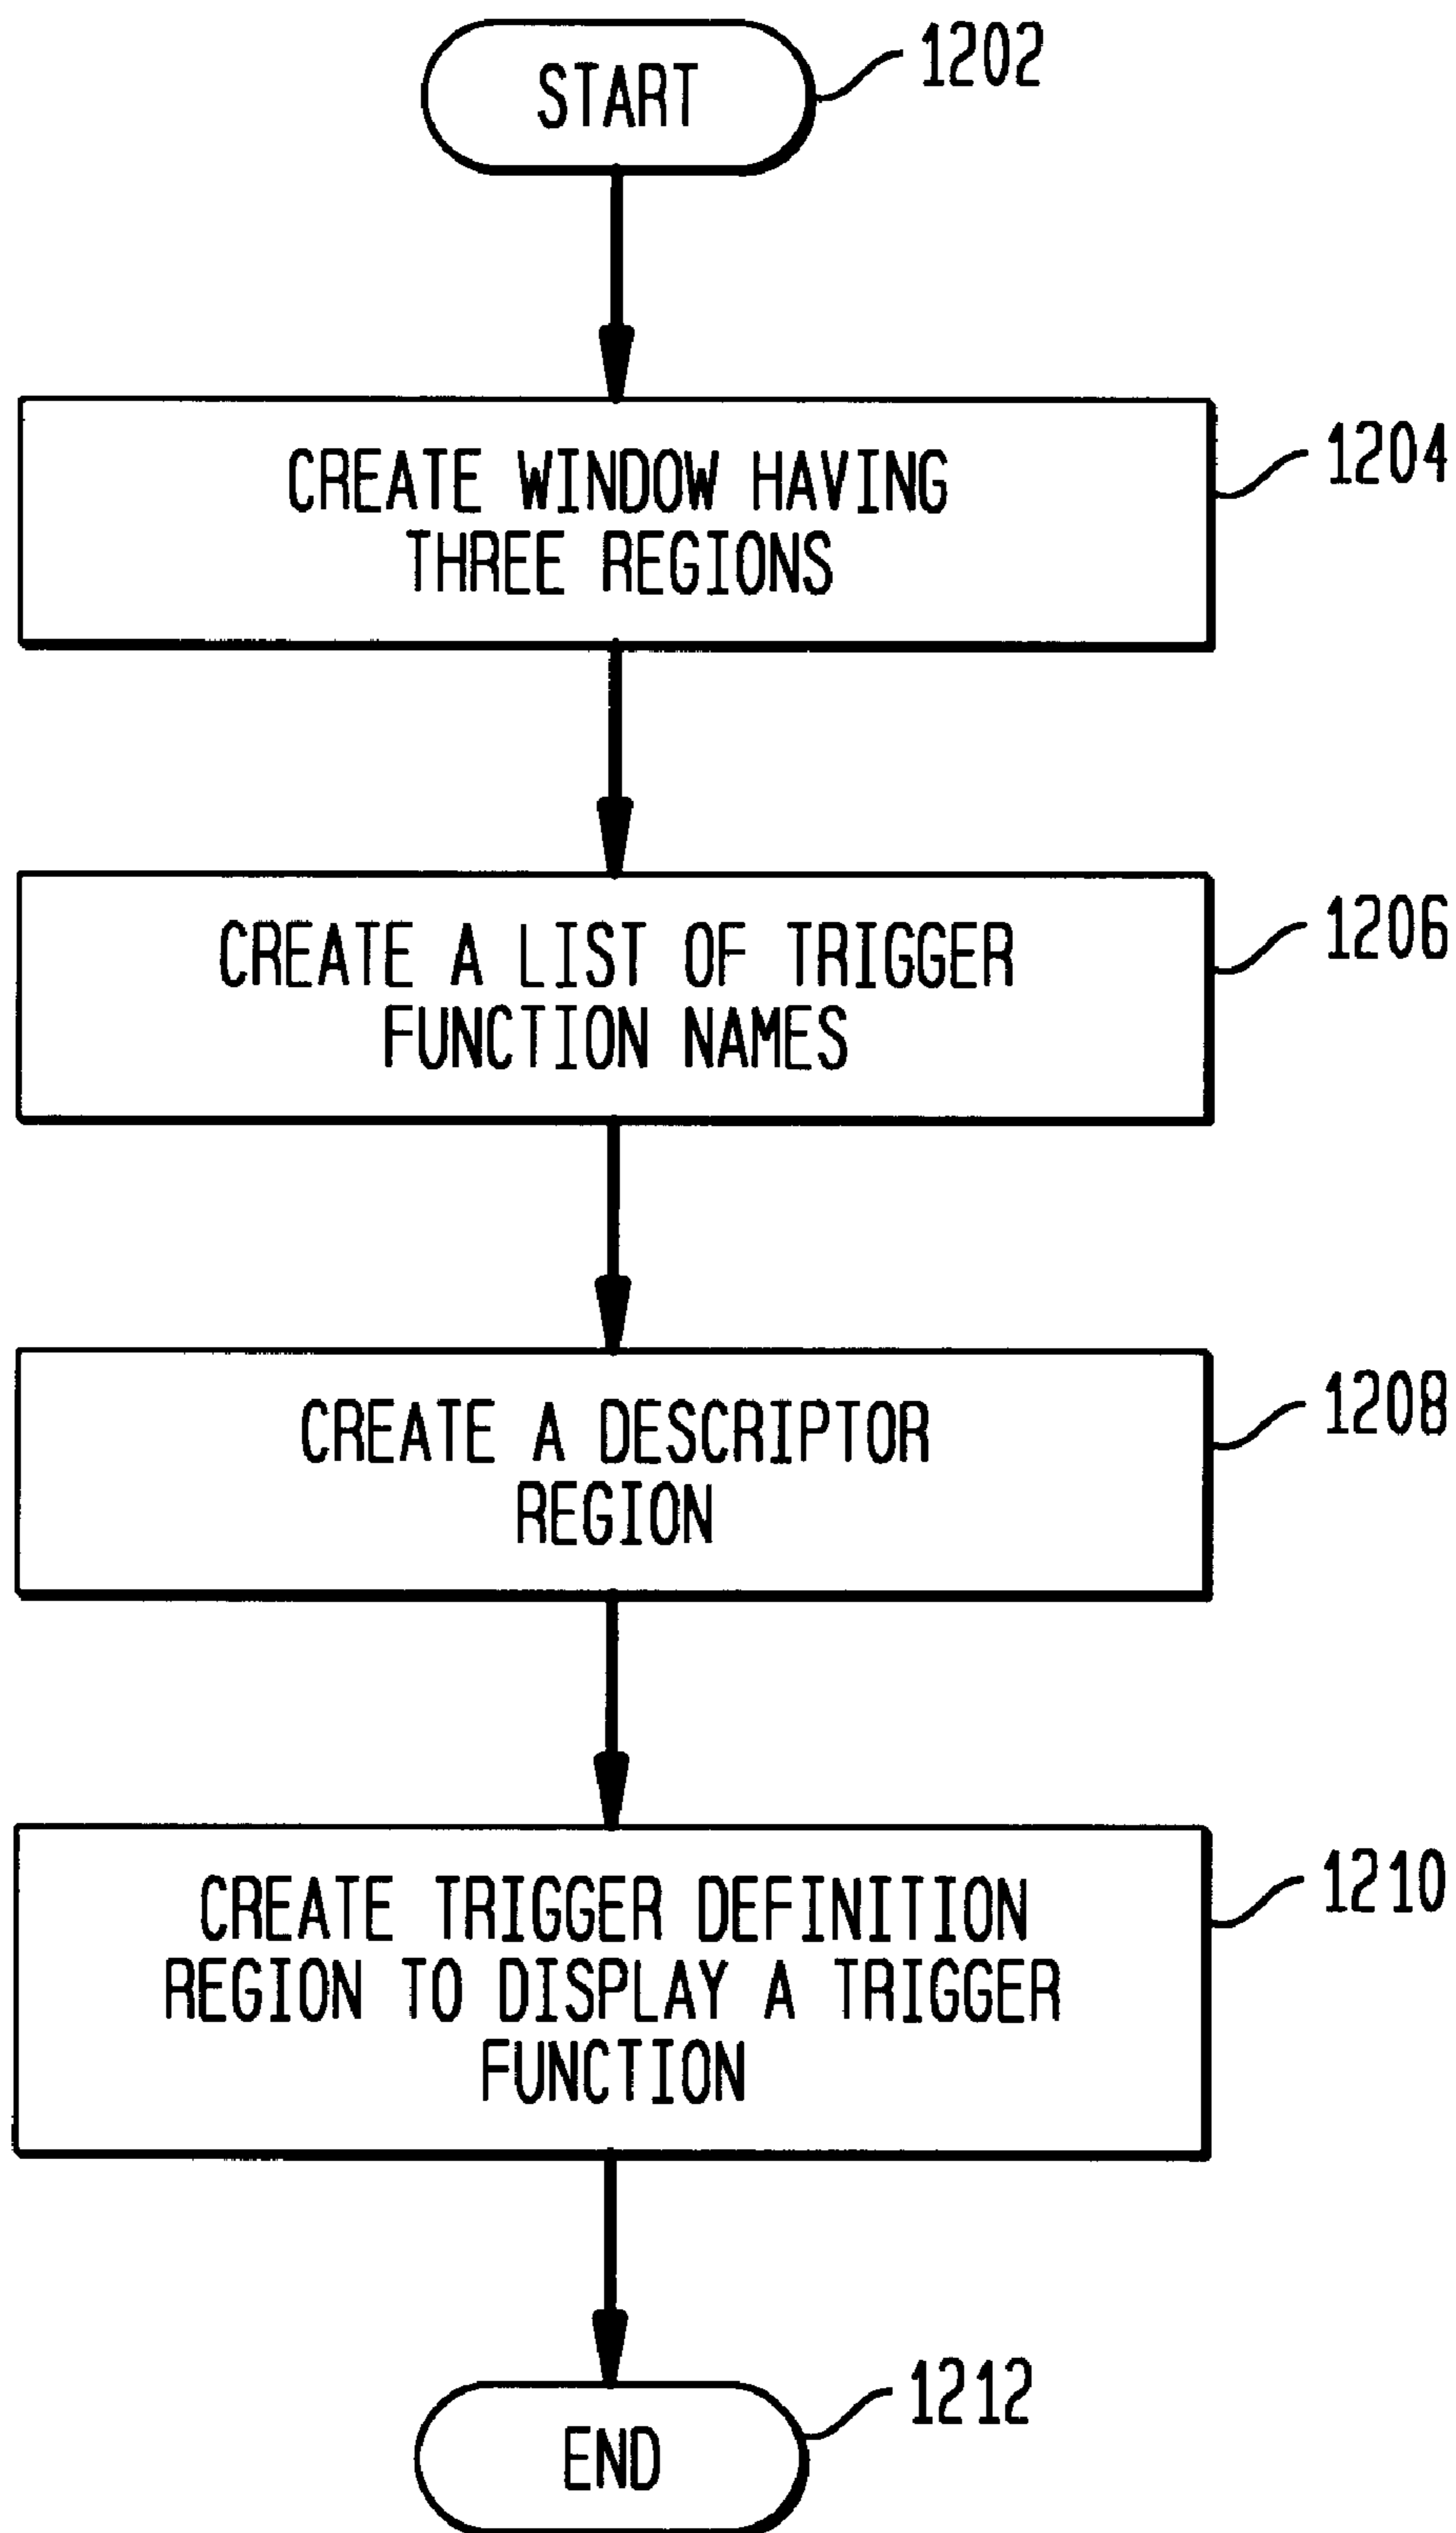 START
1202
CREATE WINDOW HAVING
THREE REGIONS
1204
CREATE A LIST OF TRIGGER
FUNCTION NAMES
1206
CREATE A DESCRIPTOR
REGION
1208
CREATE TRIGGER DEFINITION
REGION TO DISPLAY A TRIGGER
FUNCTION
1210
END
1212